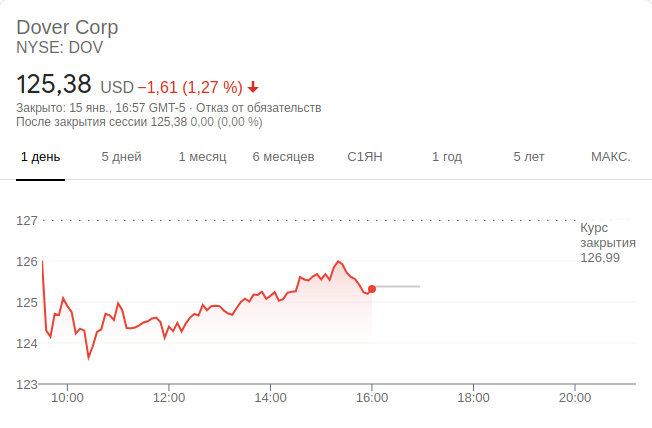 Dover Corp
NYSE: DOV
125,38 USD −1,61 (1,27 %)
Закрыто: 15 янв., 16:57 GMT-5 · Отказ от обязательств
После закрытия сессии 125,38 0,00 (0,00 %)
1 день 5 дней 1 месяц 6 месяцев С1ЯН 1 год 5 лет МАКС.
127
Курс
закрытия
126,99
126
125
124
123
10:00 12:00 14:00 16:00 18:00 20:00